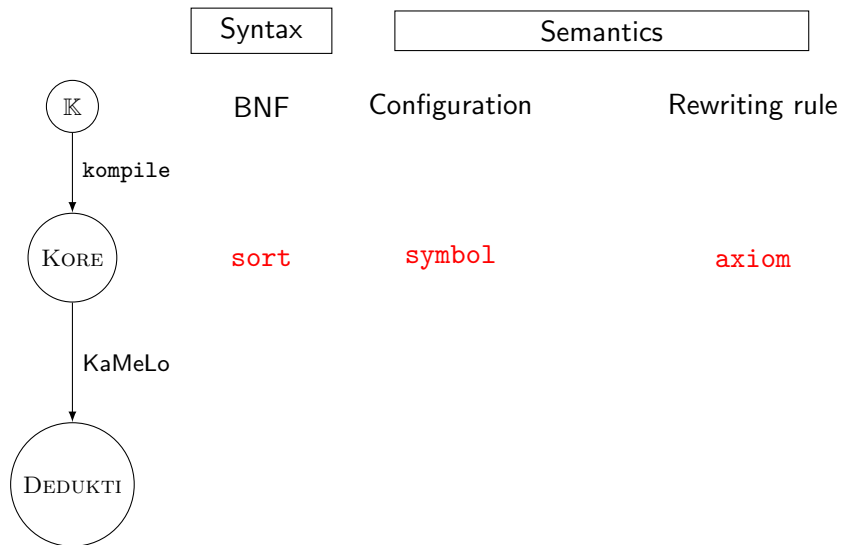 Syntax Semantics
𝕂 BNF Configuration Rewriting rule
kompile
KORE sort symbol axiom
KaMeLo
DEDUKTI